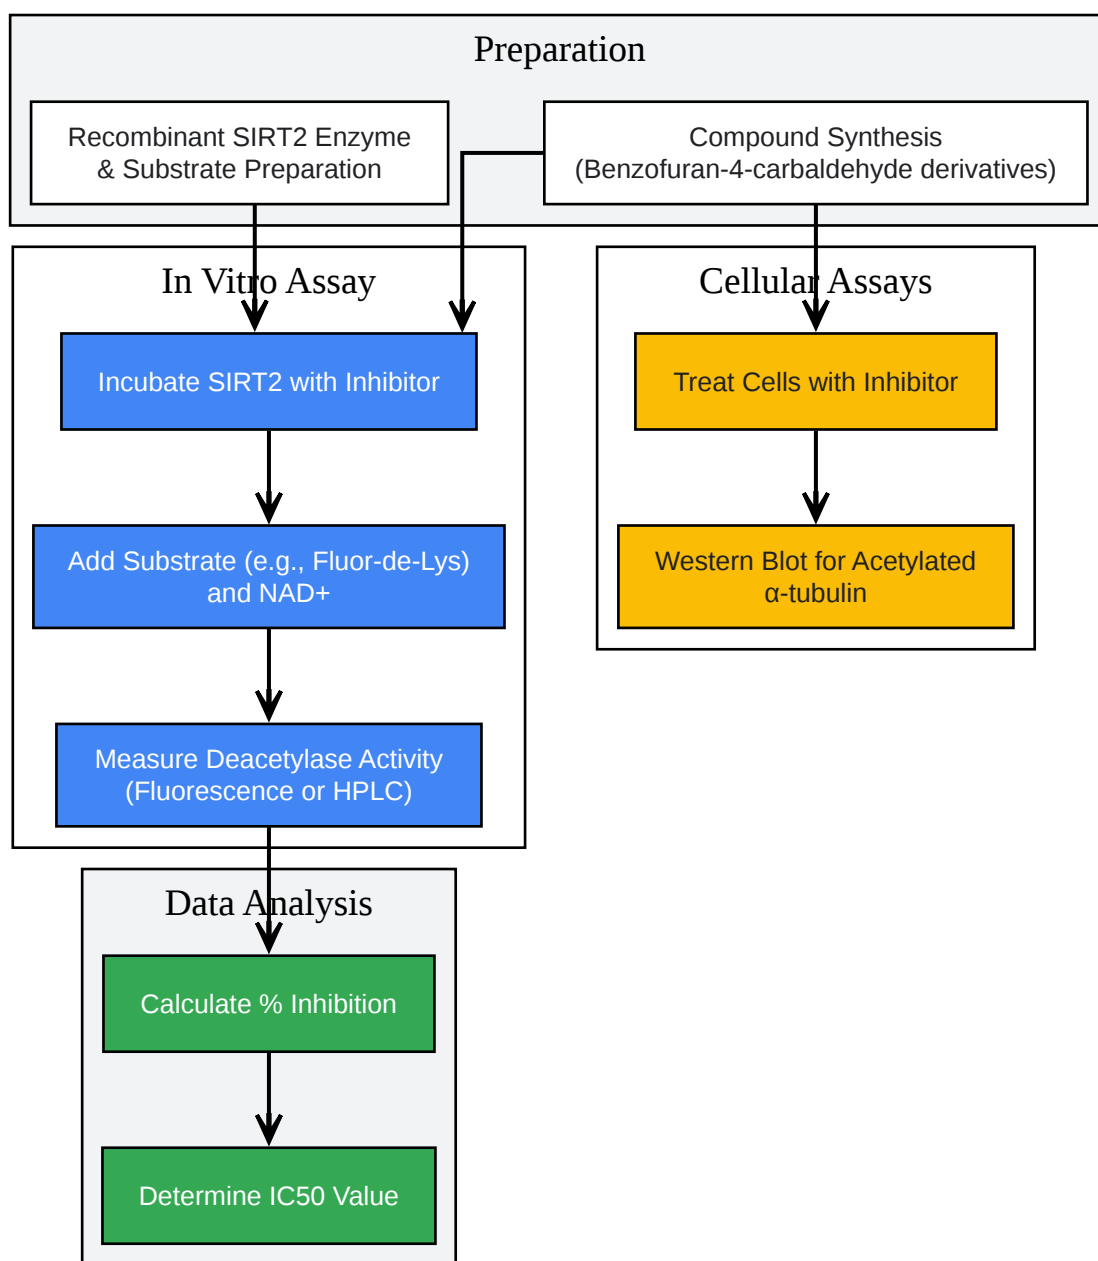 Preparation
Recombinant SIRT2 Enzyme
& Substrate Preparation
Compound Synthesis
(Benzofuran-4-carbaldehyde derivatives)
In Vitro Assay
Incubate SIRT2 with Inhibitor
Add Substrate (e.g., Fluor-de-Lys)
and NAD+
Measure Deacetylase Activity
(Fluorescence or HPLC)
Cellular Assays
Treat Cells with Inhibitor
Western Blot for Acetylated
α-tubulin
Data Analysis
Calculate % Inhibition
Determine IC50 Value